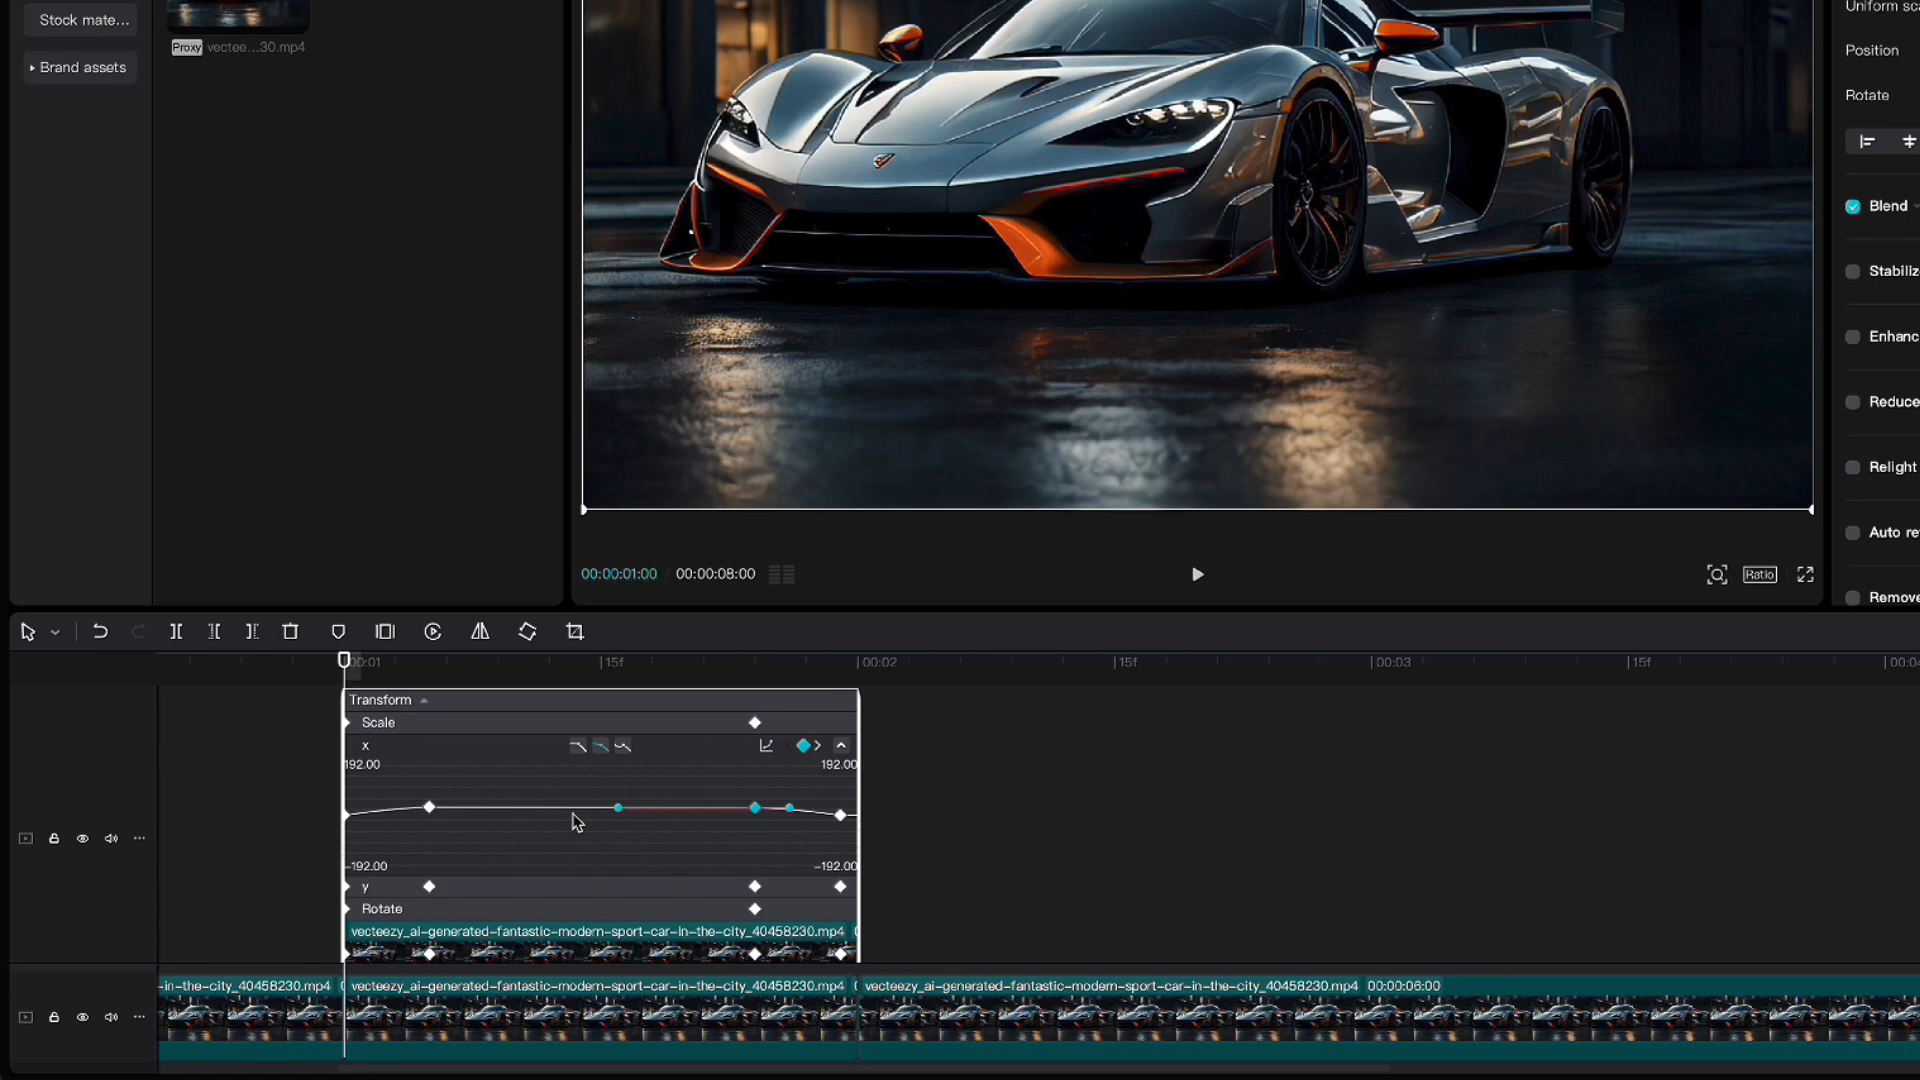 Stock mate...
Brand assets
Proxy vectee...30.mp4
Uniform sca
Position
Rotate
Blend
Stabiliz
Enhanc
Reduce
Relight
Auto re
Remove
00:00:01:00 / 00:00:08:00
Ratio
00:01
15f
00:02
15f
00:03
15f
00:04
Transform
Scale
x
192.00
192.00
-192.00
-192.00
y
Rotate
vecteezy_ai-generated-fantastic-modern-sport-car-in-the-city_40458230.mp4
-in-the-city_40458230.mp4
vecteezy_ai-generated-fantastic-modern-sport-car-in-the-city_40458230.mp4
vecteezy_ai-generated-fantastic-modern-sport-car-in-the-city_40458230.mp4 00:00:06:00